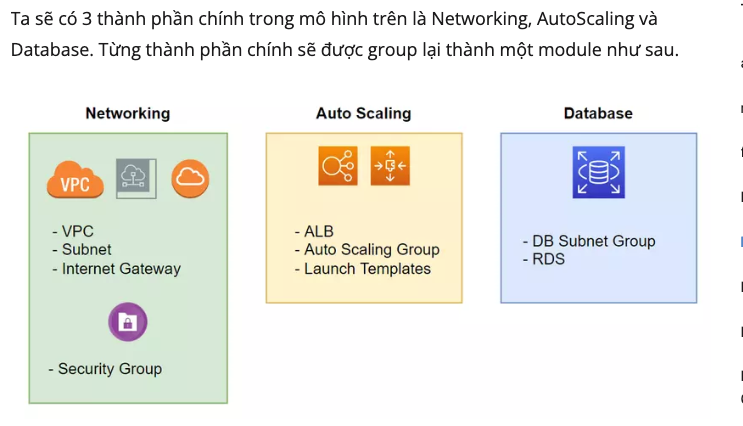 Ta sẽ có 3 thành phần chính trong mô hình trên là Networking, AutoScaling và
Database. Từng thành phần chính sẽ được group lại thành một module như sau.
Networking
VPC
- VPC
- Subnet
- Internet Gateway
- Security Group
Auto Scaling
- ALB
- Auto Scaling Group
- Launch Templates
Database
- DB Subnet Group
- RDS